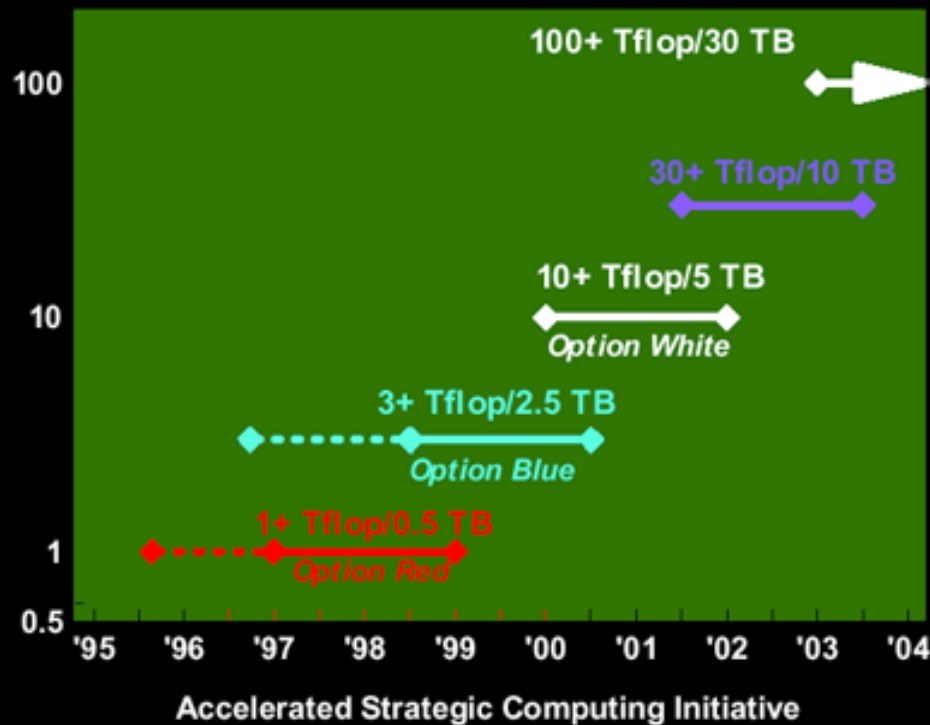 100+ Tflop/30 TB
100
30+ Tflop/10 TB
10+ Tflop/5 TB
10
Option White
3+ Tflop/2.5 TB
Option Blue
1+ Tflop/0.5 TB
1
Option Red
0.5
'95 '96 '97 '98 '99 '00 '01 '02 '03 '04
Accelerated Strategic Computing Initiative